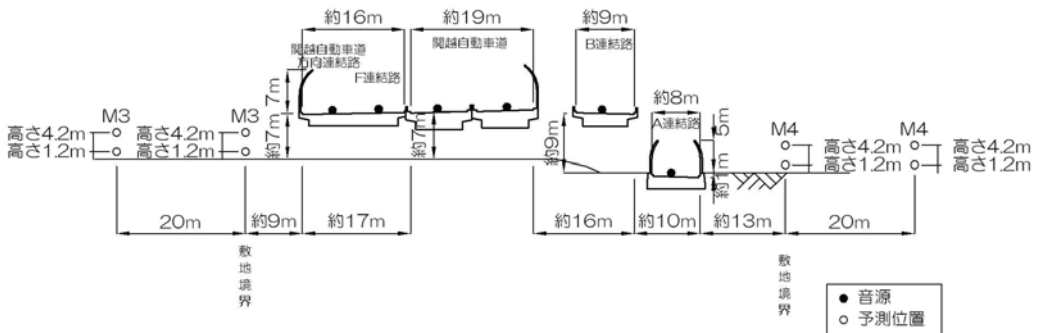 約16m
約19m
約9m
関越自動車道
方向連結路
F連結路
関越自動車道
B連結路
7m
約7m
約7m
約9m
約8m
A連結路
5m
約1m
M3
高さ4.2m
高さ1.2m
M3
高さ4.2m
高さ1.2m
M4
高さ4.2m
高さ1.2m
M4
高さ4.2m
高さ1.2m
20m
約9m
約17m
約16m
約10m
約13m
20m
敷地境界
敷地境界
● 音源
○ 予測位置